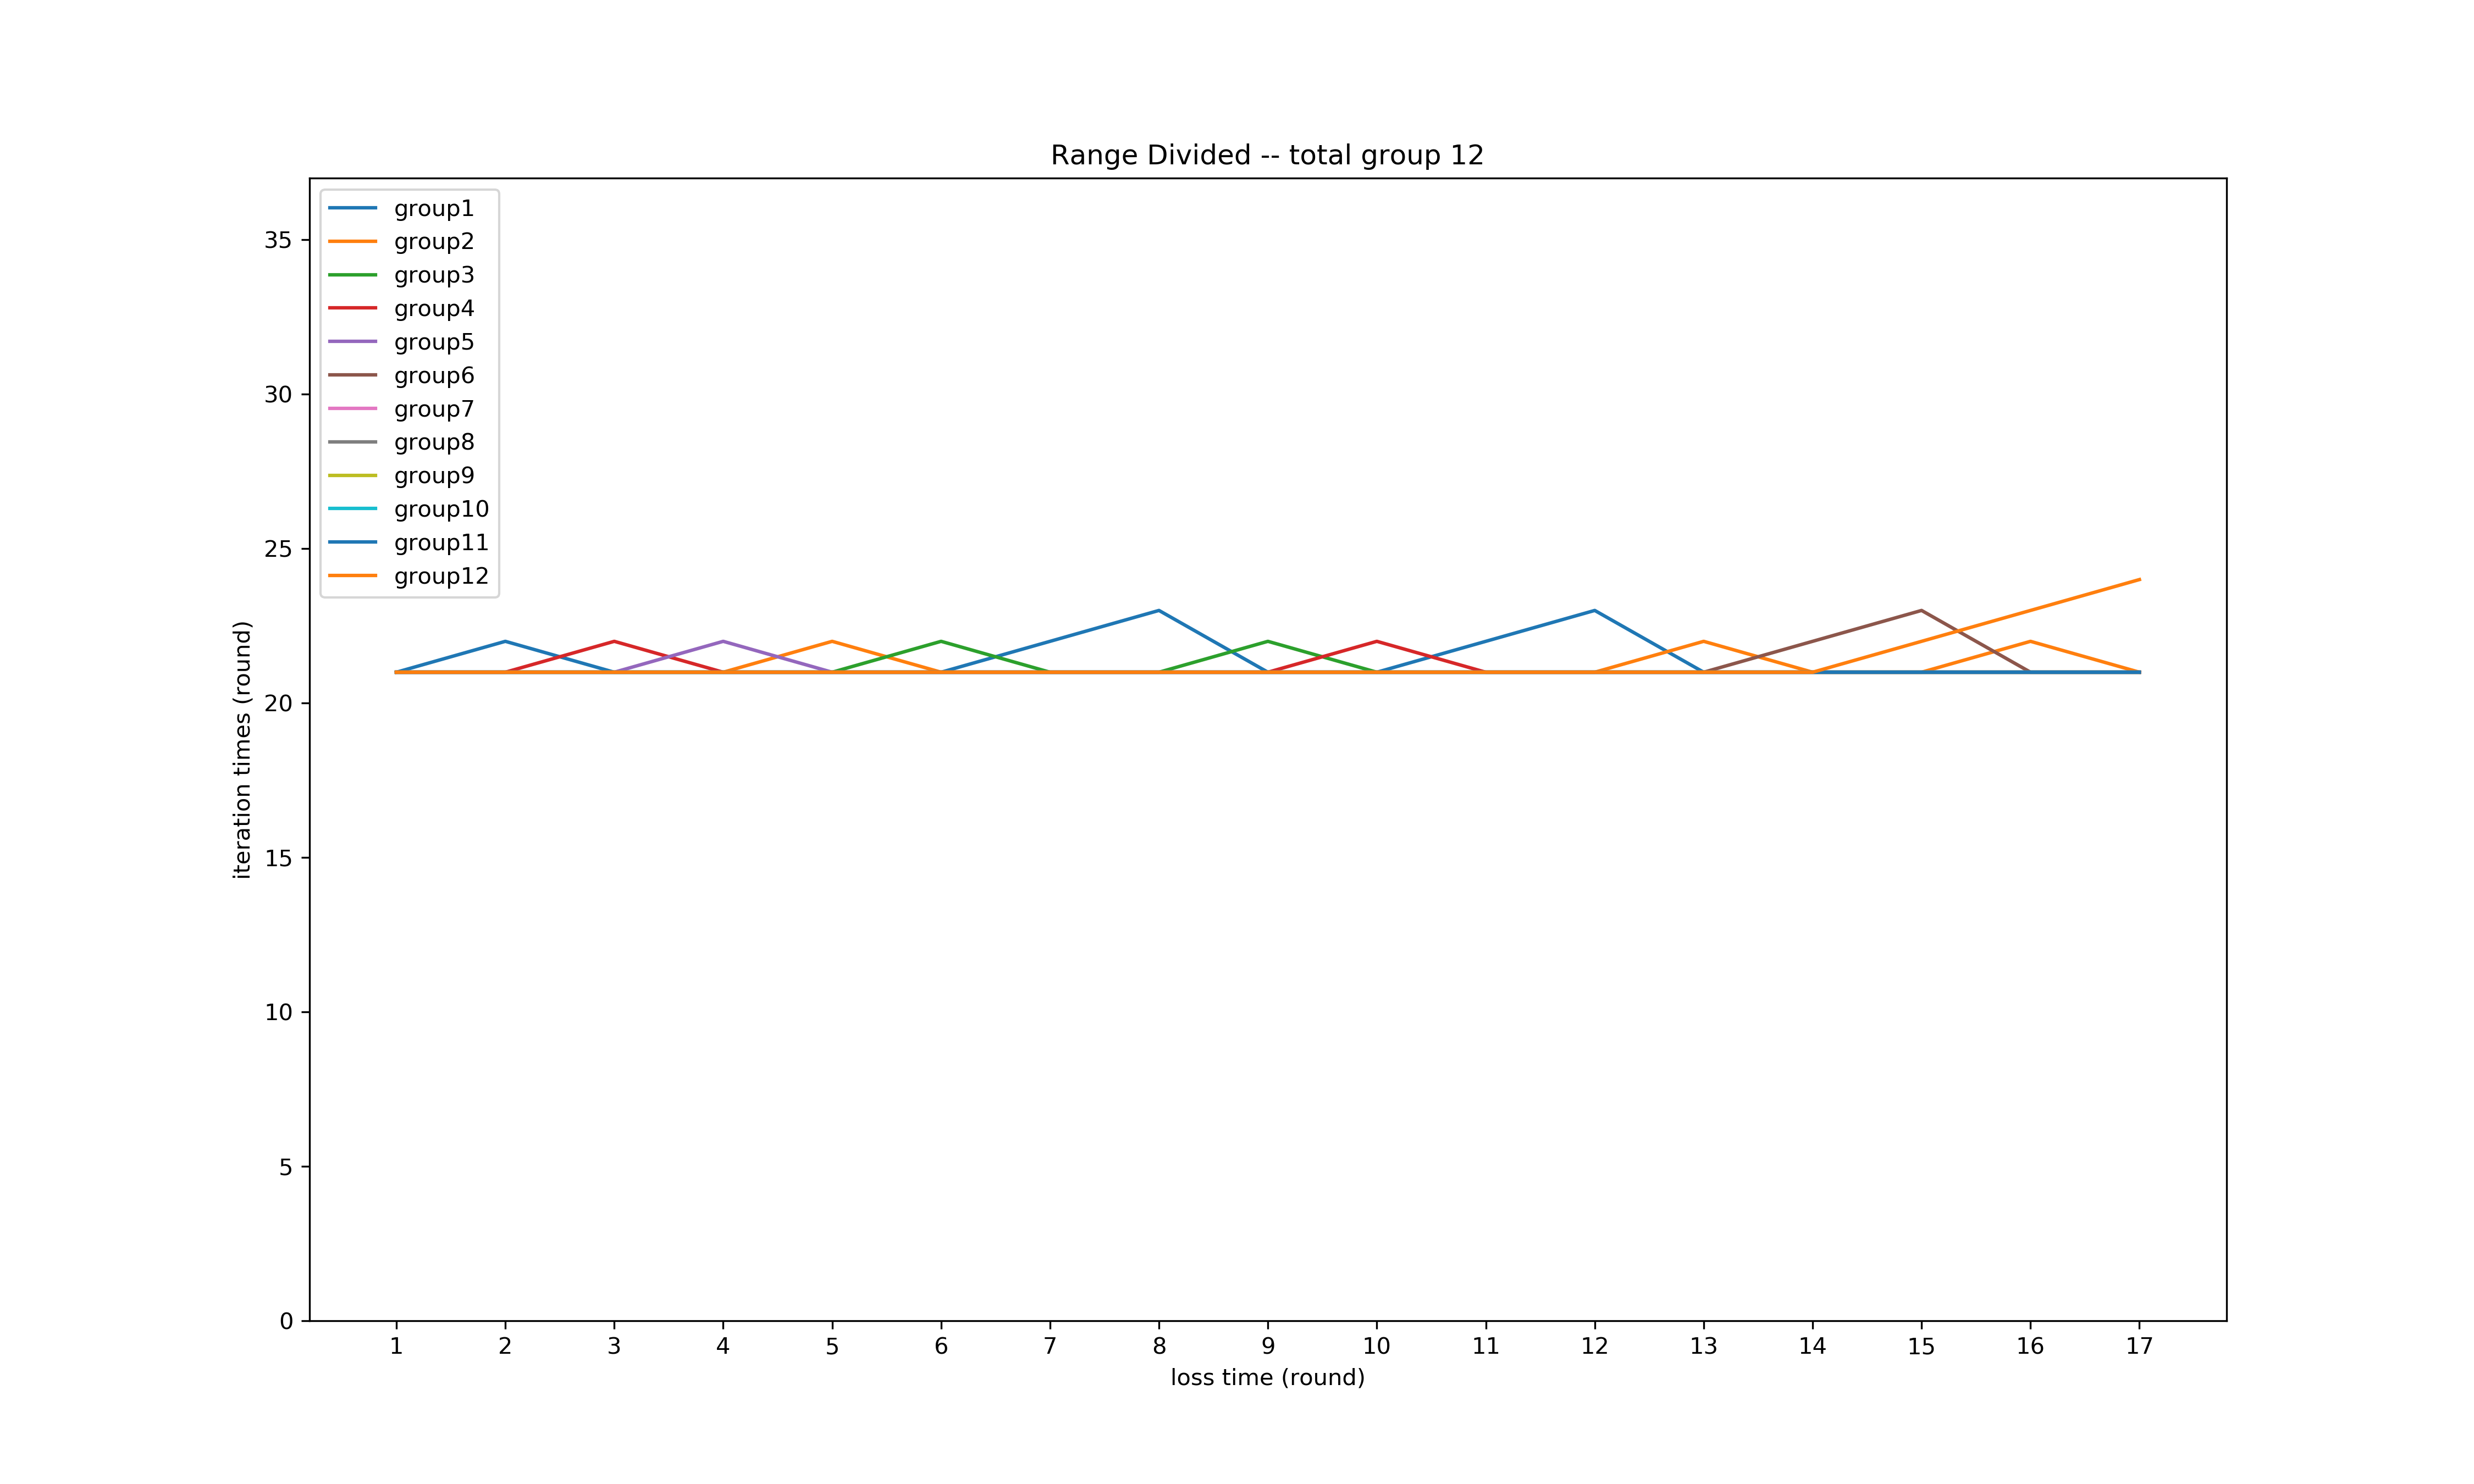 Range Divided -- total group 12
group1
group2
group3
group4
group5
group6
group7
group8
group9
group10
group11
group12
35
30
25
20
15
10
5
0
iteration times (round)
1 2 3 4 5 6 7 8 9 10 11 12 13 14 15 16 17
loss time (round)